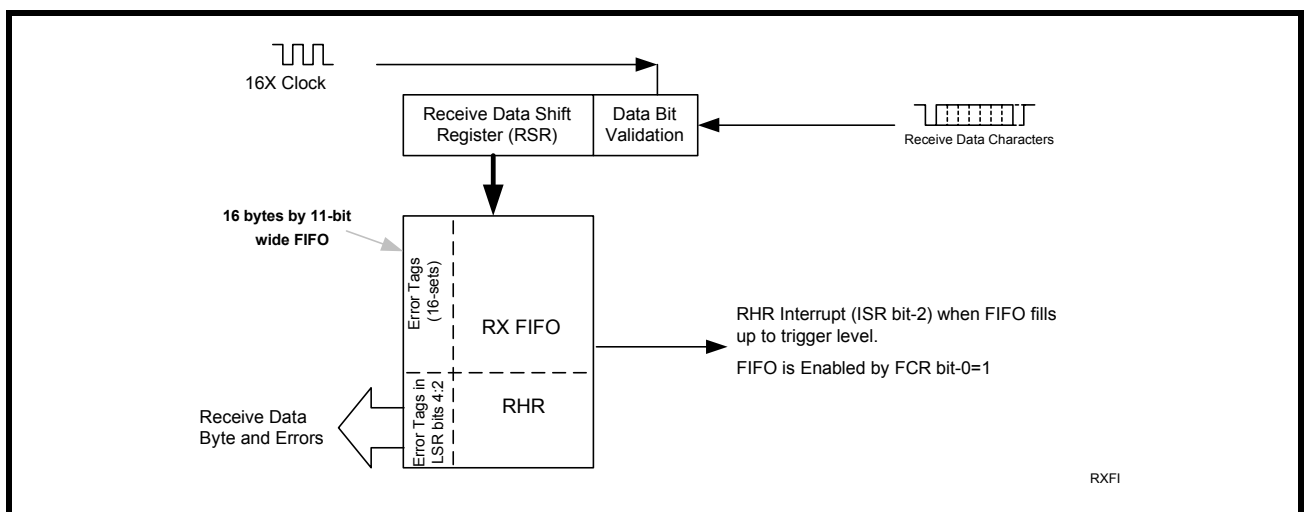 16X Clock
Receive Data Shift
Register (RSR)
Data Bit
Validation
Receive Data Characters
16 bytes by 11-bit
wide FIFO
Error Tags
(16-sets)
RX FIFO
RHR Interrupt (ISR bit-2) when FIFO fills
up to trigger level.
FIFO is Enabled by FCR bit-0=1
Error Tags in
LSR bits 4:2
RHR
Receive Data
Byte and Errors
RXFI